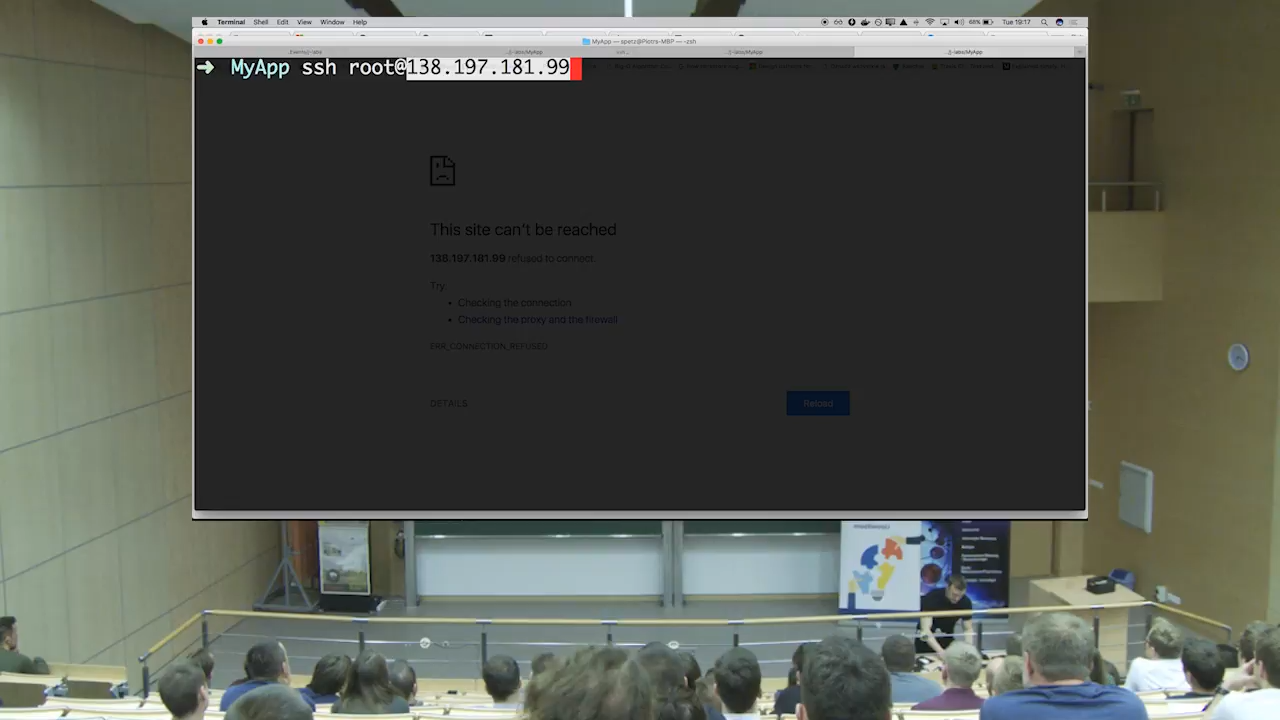 Terminal Shell Edit View Window Help
Tue 19:17
MyApp — spetz@Piotrs-MBP — -zsh
➜ MyApp ssh root@138.197.181.99
This site can't be reached
138.197.181.99 refused to connect.
Try
• Checking the connection
• Checking the proxy and the firewall
ERR_CONNECTION_REFUSED
DETAILS
Reload